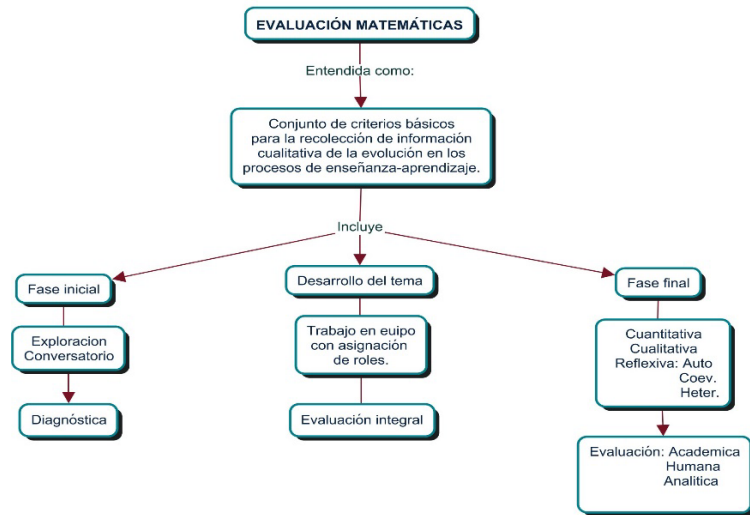 EVALUACIÓN MATEMÁTICAS
Entendida como:
Conjunto de criterios básicos
para la recolección de información
cualitativa de la evolución en los
procesos de enseñanza-aprendizaje.
Incluye
Fase inicial
Exploracion
Conversatorio
Diagnóstica
Desarrollo del tema
Trabajo en euipo
con asignación
de roles.
Evaluación integral
Fase final
Cuantitativa
Cualitativa
Reflexiva: Auto
Coev.
Heter.
Evaluación: Academica
Humana
Analitica